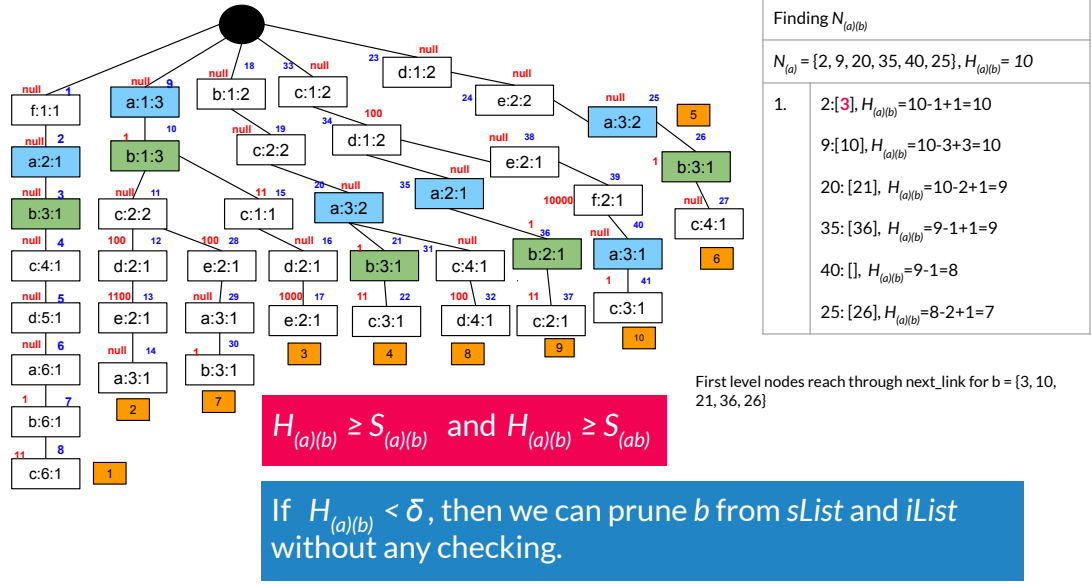 null 1
f:1:1
null 2
a:2:1
null 3
b:3:1
null 4
c:4:1
null 5
d:5:1
null 6
a:6:1
1 7
b:6:1
11 8
c:6:1
1
null 9
a:1:3
1 10
b:1:3
null 11
c:2:2
100 12
d:2:1
1100 13
e:2:1
null 14
a:3:1
2
100 28
e:2:1
null 29
a:3:1
1 30
b:3:1
7
11 15
c:1:1
null 16
d:2:1
1000 17
e:2:1
3
null 18
b:1:2
null 19
c:2:2
20 null
a:3:2
1 21
b:3:1
11 22
c:3:1
4
31 null
c:4:1
100 32
d:4:1
8
33 null
c:1:2
34 100
d:1:2
35 null
a:2:1
1 36
b:2:1
11 37
c:2:1
9
null 38
e:2:1
39
10000 f:2:1
null 40
a:3:1
1 41
c:3:1
10
23 null
d:1:2
24 null
e:2:2
null 25
a:3:2
5
26
1 b:3:1
null 27
c:4:1
6
Finding N(a)(b)
N(a) = {2, 9, 20, 35, 40, 25}, H(a)(b)= 10
1. 2:[3], H(a)(b)=10-1+1=10
9:[10], H(a)(b)=10-3+3=10
20: [21], H(a)(b)=10-2+1=9
35: [36], H(a)(b)=9-1+1=9
40: [], H(a)(b)=9-1=8
25: [26], H(a)(b)=8-2+1=7
First level nodes reach through next_link for b = {3, 10,
21, 36, 26}
H(a)(b) ≥ S(a)(b) and H(a)(b) ≥ S(ab)
If H(a)(b) < δ, then we can prune b from sList and iList
without any checking.